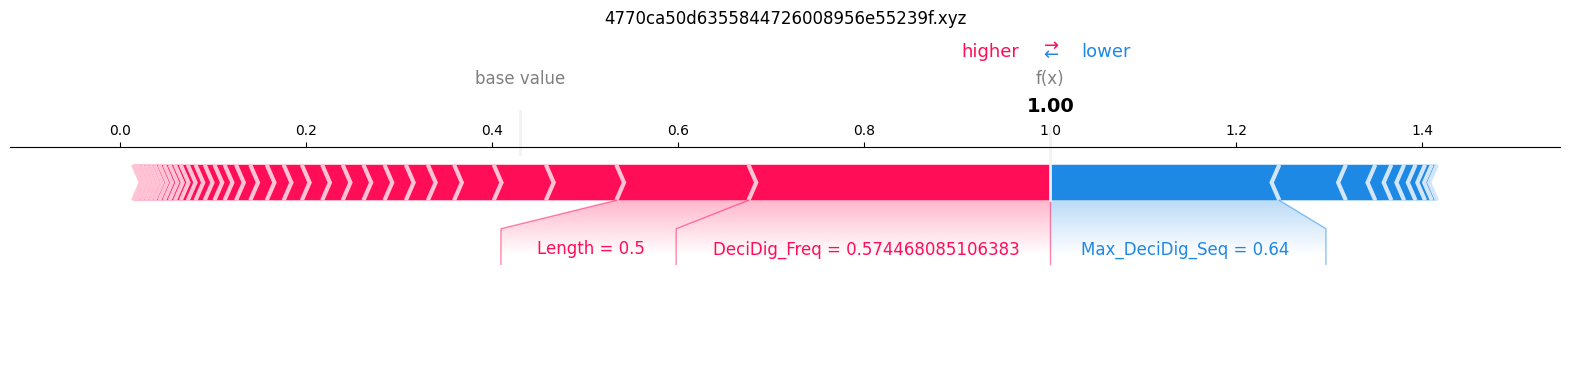 4770ca50d6355844726008956e55239f.xyz
higher ⇄ lower
base value f(x)
1.00
0.0 0.2 0.4 0.6 0.8 1.0 1.2 1.4
Length = 0.5 DeciDig_Freq = 0.574468085106383 Max_DeciDig_Seq = 0.64